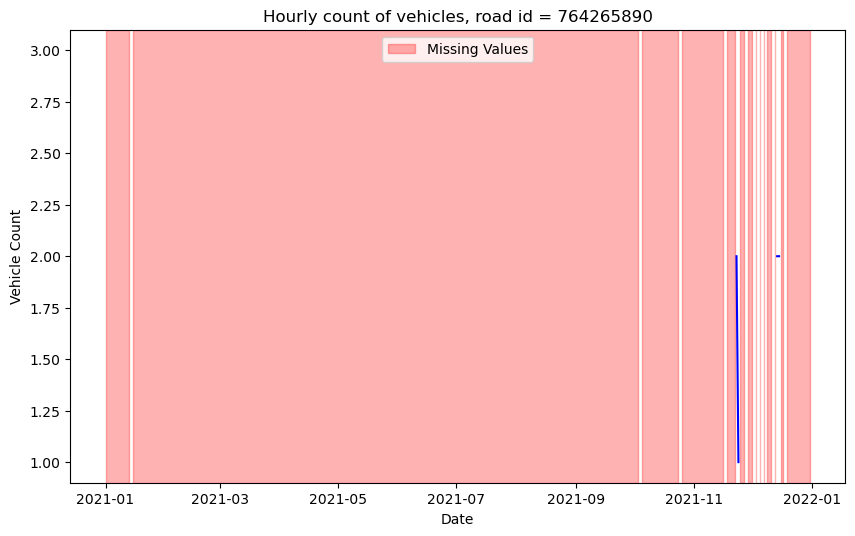 Hourly count of vehicles, road id = 764265890
Missing Values
3.00
2.75
2.50
2.25
2.00
1.75
1.50
1.25
1.00
Vehicle Count
2021-01 2021-03 2021-05 2021-07 2021-09 2021-11 2022-01
Date